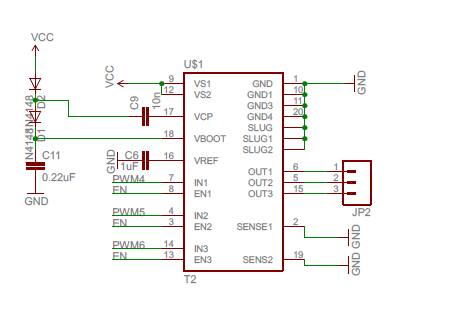 VCC
U$1
VCC
9 VS1 GND 1 GND
12 VS2 GND1 10
GND3 11
D2 C9 10n 17 VCP GND4 20
1N4148
SLUG
D1 18 VBOOT SLUG1
N4148
SLUG2
C11 GND C6 16 VREF
0.22uF 1uF
GND
OUT1 6 1
PWM4 7 IN1 OUT2 5 2
EN 8 EN1 OUT3 15 3
JP2
PWM5 4 IN2
EN 3 EN2 SENSE1 2 GND
PWM6 14 IN3
EN 13 EN3 SENS2 19 GND
T2